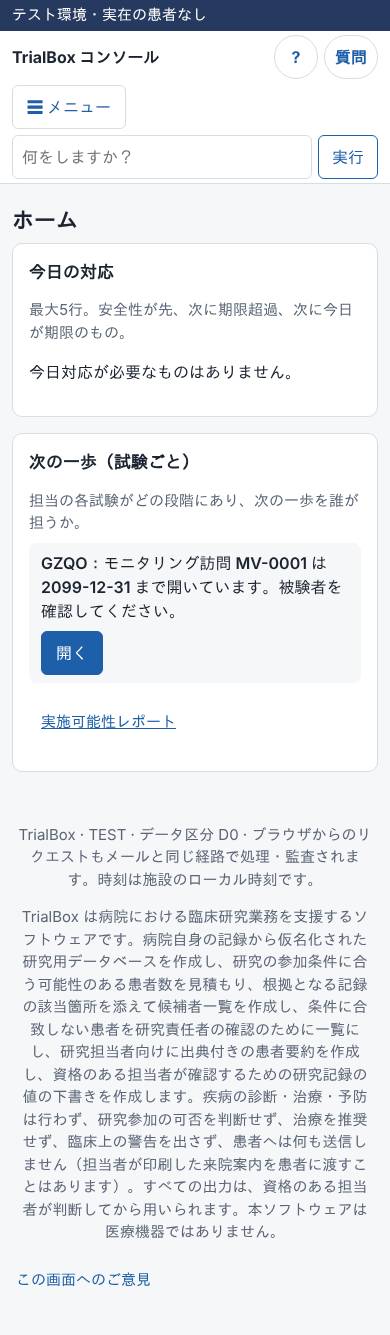 テスト環境・実在の患者なし
TrialBox コンソール
?
質問
☰ メニュー
何をしますか？
実行
ホーム
今日の対応
最大5行。安全性が先、次に期限超過、次に今日
が期限のもの。
今日対応が必要なものはありません。
次の一歩（試験ごと）
担当の各試験がどの段階にあり、次の一歩を誰が
担うか。
GZQO：モニタリング訪問 MV-0001 は
2099-12-31 まで開いています。被験者を
確認してください。
開く
実施可能性レポート
TrialBox · TEST · データ区分 D0 · ブラウザからのリ
クエストもメールと同じ経路で処理・監査されま
す。時刻は施設のローカル時刻です。
TrialBox は病院における臨床研究業務を支援するソ
フトウェアです。病院自身の記録から仮名化された
研究用データベースを作成し、研究の参加条件に合
う可能性のある患者数を見積もり、根拠となる記録
の該当箇所を添えて候補者一覧を作成し、条件に合
致しない患者を研究責任者の確認のために一覧に
し、研究担当者向けに出典付きの患者要約を作成
し、資格のある担当者が確認するための研究記録の
値の下書きを作成します。疾病の診断・治療・予防
は行わず、研究参加の可否を判断せず、治療を推奨
せず、臨床上の警告を出さず、患者へは何も送信し
ません（担当者が印刷した来院案内を患者に渡すこ
とはあります）。すべての出力は、資格のある担当
者が判断してから用いられます。本ソフトウェアは
医療機器ではありません。
この画面へのご意見